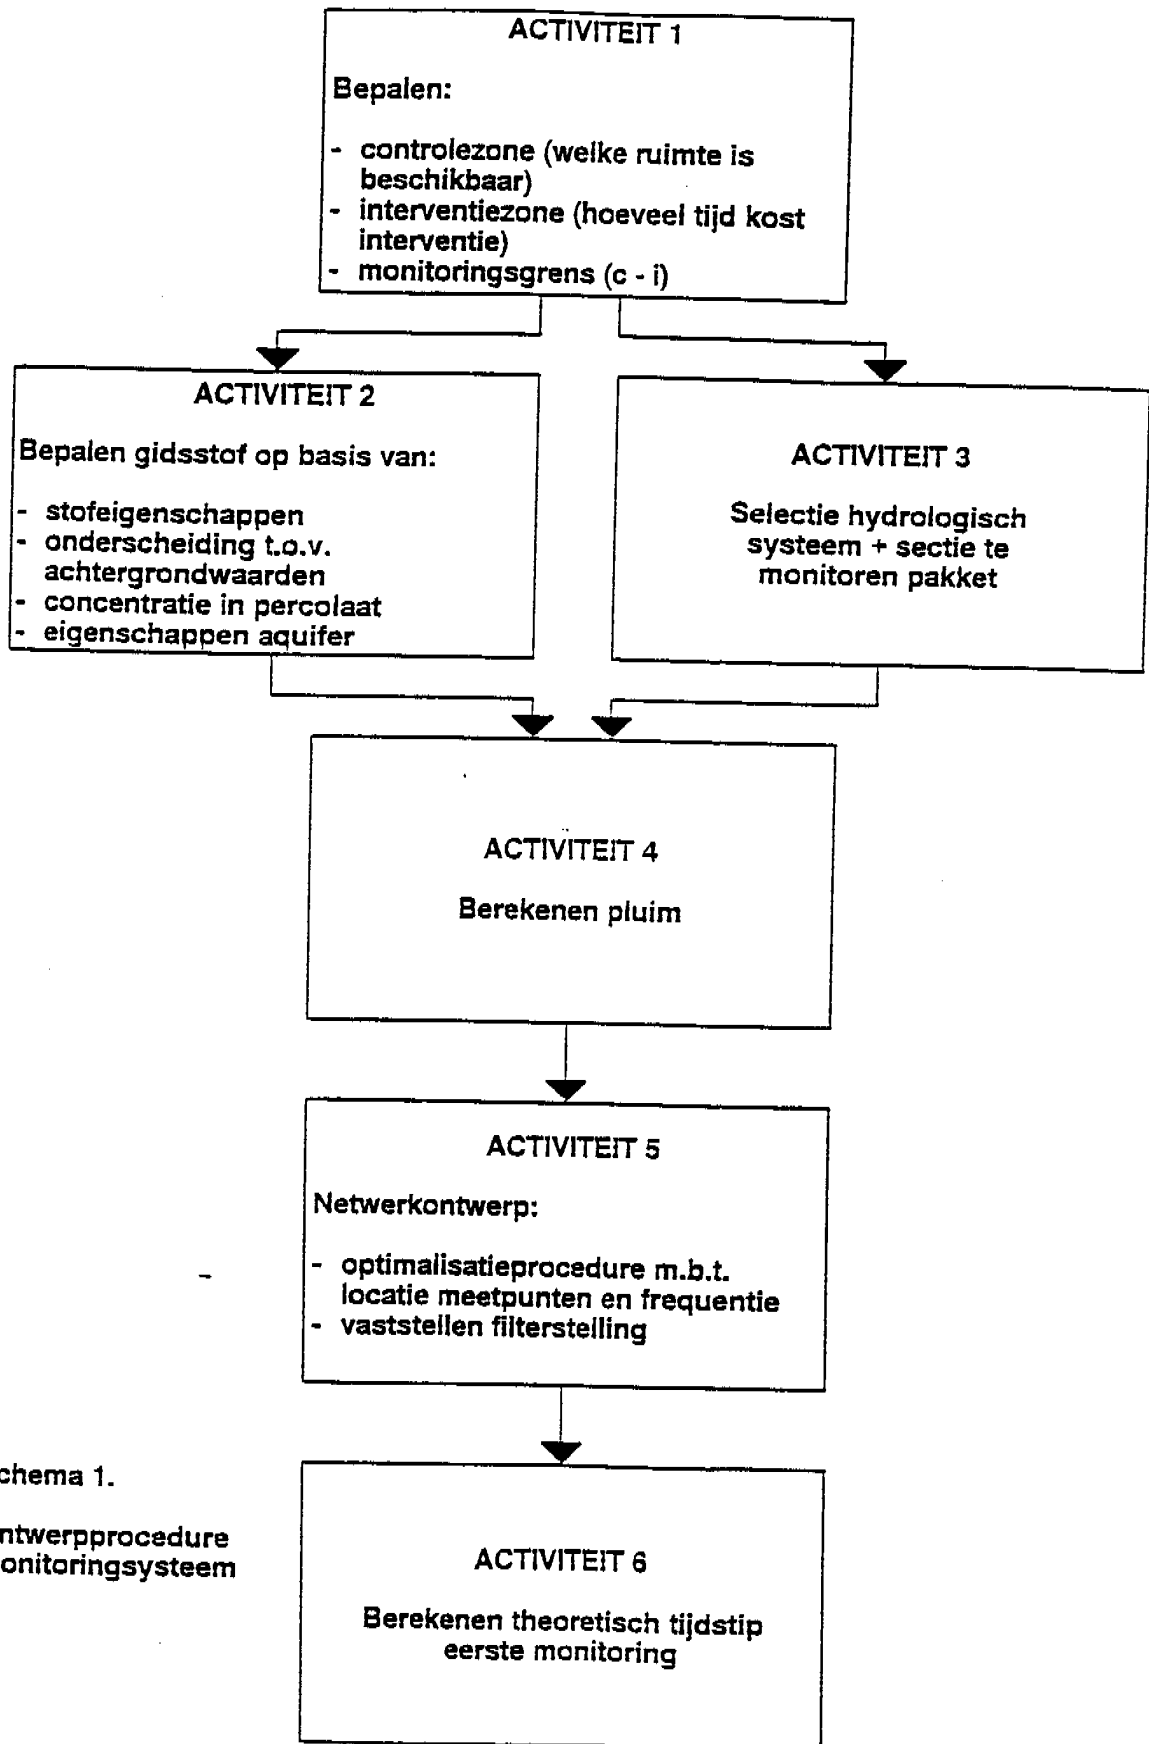 ACTIVITEIT 1
Bepalen:
- controlezone (welke ruimte is
beschikbaar)
- interventiezone (hoeveel tijd kost
interventie)
- monitoringsgrens (c - i)
ACTIVITEIT 2
Bepalen gidsstof op basis van:
- stofeigenschappen
- onderscheiding t.o.v.
achtergrondwaarden
- concentratie in percolaat
- eigenschappen aquifer
ACTIVITEIT 3
Selectie hydrologisch
systeem + sectie te
monitoren pakket
ACTIVITEIT 4
Berekenen pluim
ACTIVITEIT 5
Netwerkontwerp:
- optimalisatieprocedure m.b.t.
locatie meetpunten en frequentie
- vaststellen filterstelling
chema 1.
ntwerpprocedure
onitoringsysteem
ACTIVITEIT 6
Berekenen theoretisch tijdstip
eerste monitoring